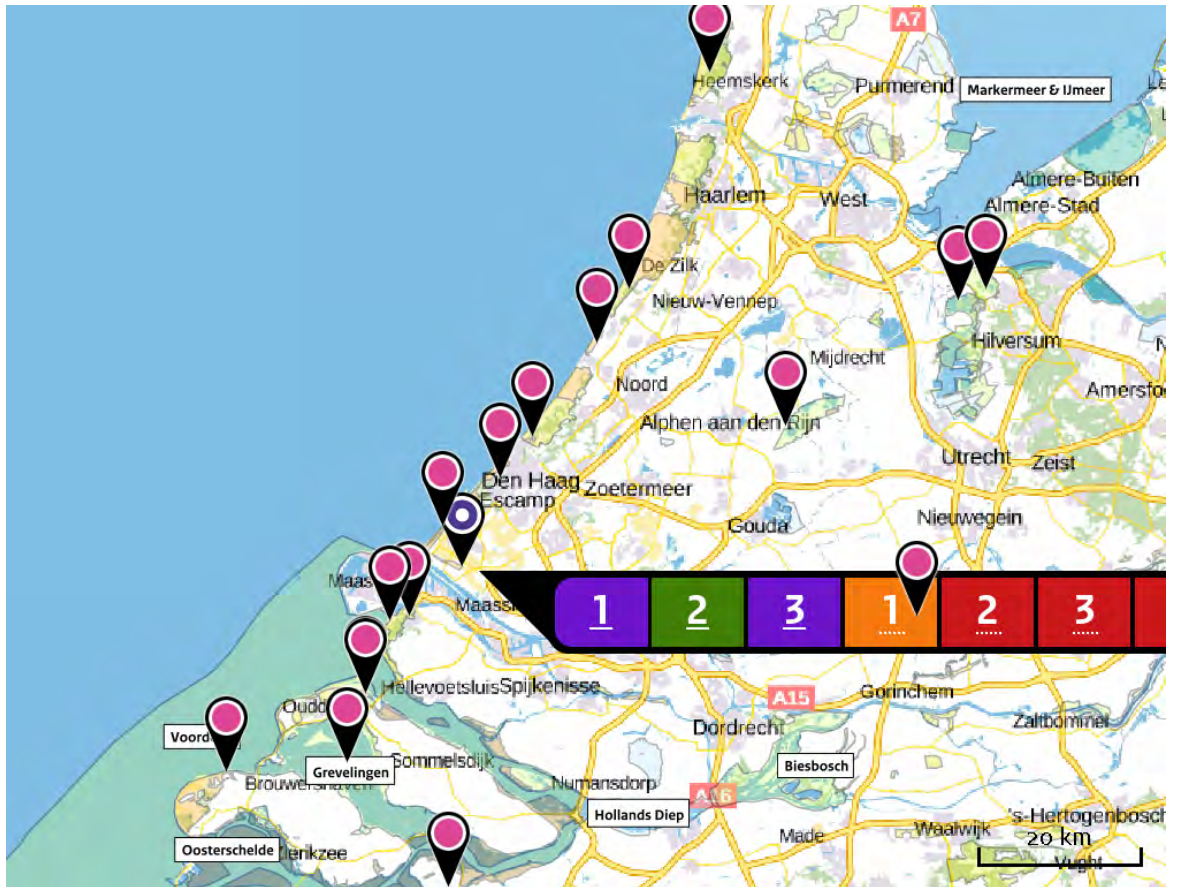 A7
Heemskerk
Purmerend
Markermeer & IJmeer
Almere-Buiten
Haarlem
West
Almere-Stad
De Zilk
Nieuw-Vennep
Hilversum
Mijdrecht
Noord
Amersfo
Alphen aan den Rijn
Utrecht
Zeist
Den Haag
Zoetermeer
Escamp
Gouda
Nieuwegein
Maas
Maassl
1
2
3
1
2
3
Hellevoetsluis
Spijkenisse
A15
Gorinchem
Oudd
Zaltbommel
Dordrecht
Voord
Sommelsdijk
Grevelingen
Biesbosch
Brouwershaven
Numansdorp
A16
Hollands Diep
's-Hertogenbosch
Made
Waalwijk
20 km
Oosterschelde
Zierikzee
Vught